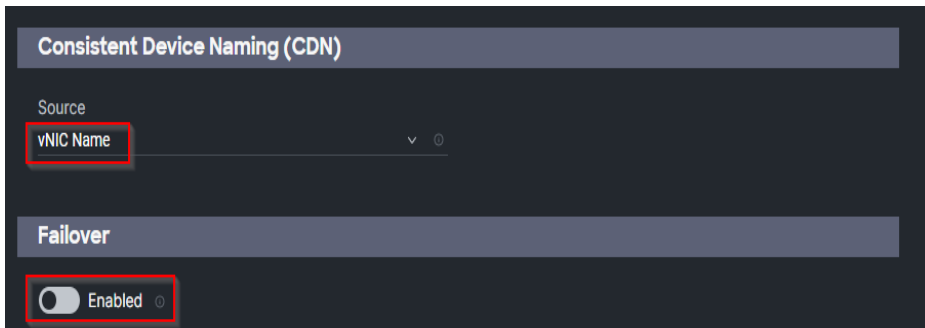 Consistent Device Naming (CDN)
Source
vNIC Name
Failover
Enabled